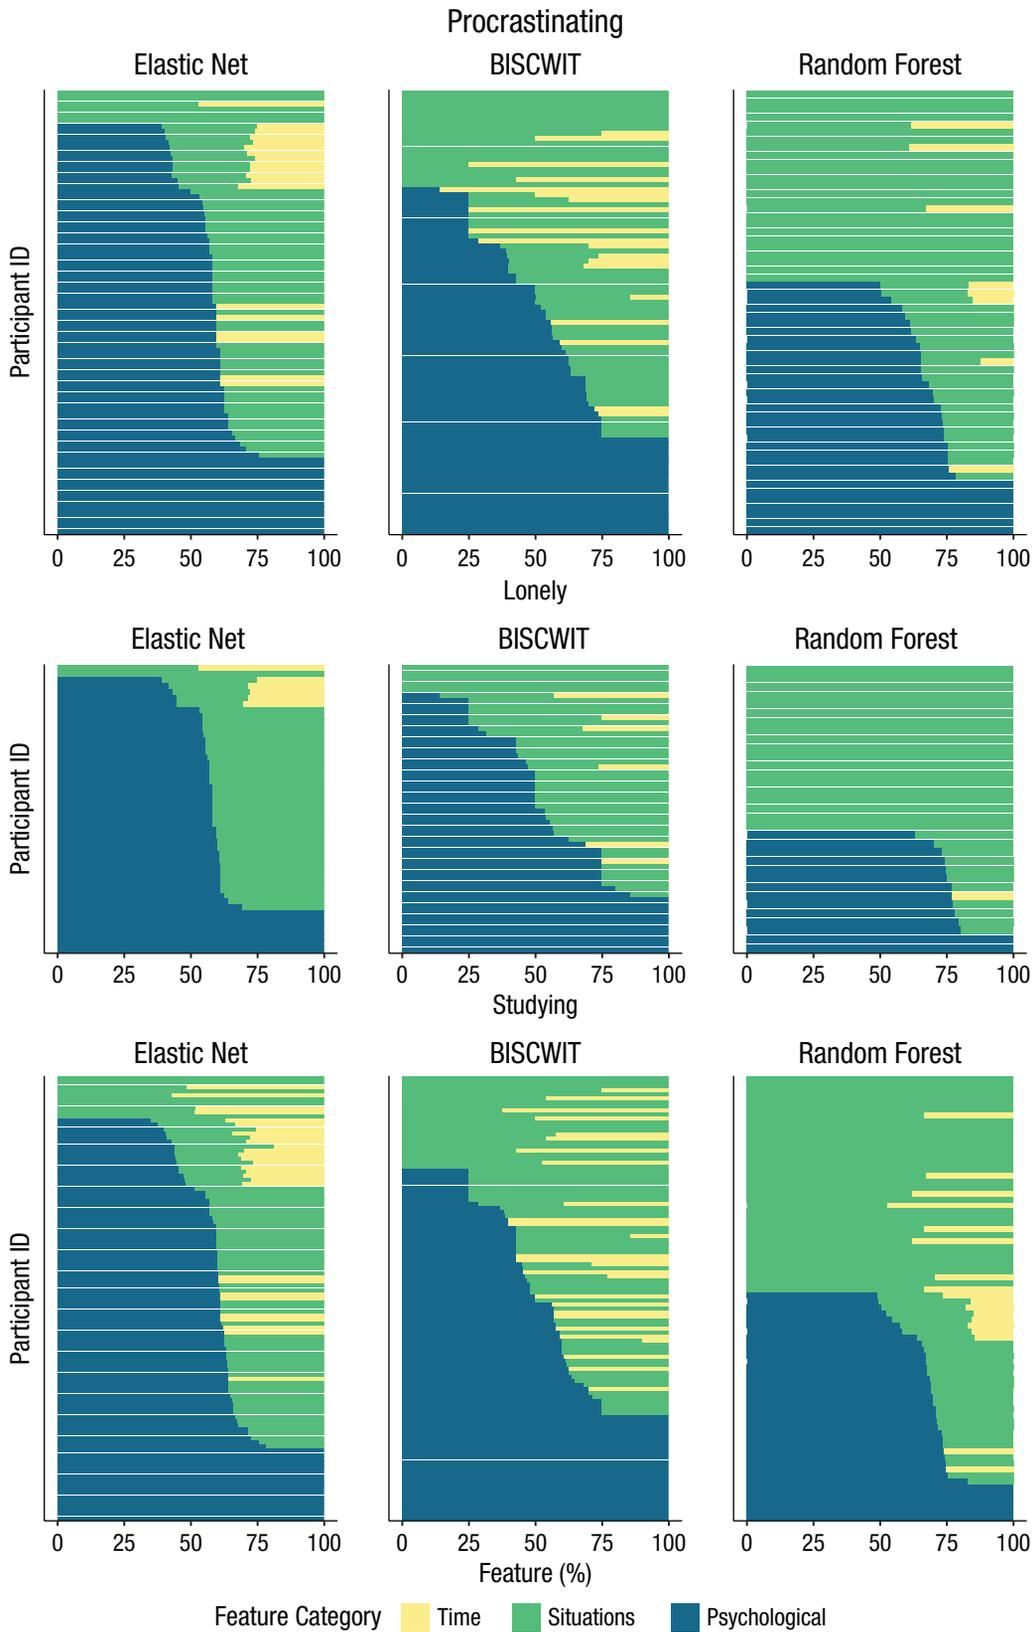 Procrastinating
Elastic Net BISCWIT Random Forest
Participant ID
0 25 50 75 100 0 25 50 75 100 0 25 50 75 100
Lonely
Elastic Net BISCWIT Random Forest
Participant ID
0 25 50 75 100 0 25 50 75 100 0 25 50 75 100
Studying
Elastic Net BISCWIT Random Forest
Participant ID
0 25 50 75 100 0 25 50 75 100 0 25 50 75 100
Feature (%)
Feature Category Time Situations Psychological